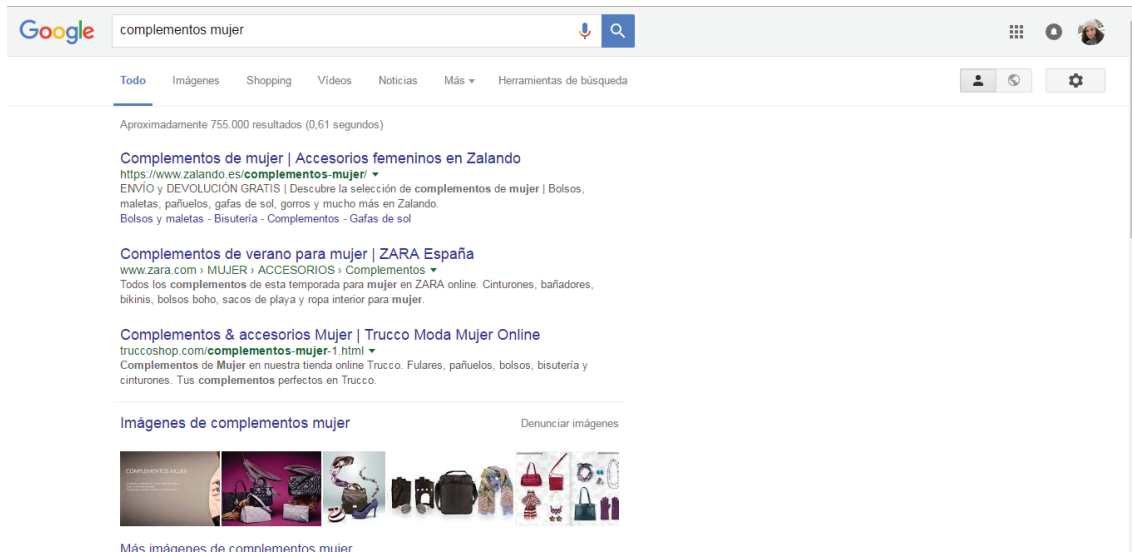 Google
complementos mujer
Todo Imágenes Shopping Vídeos Noticias Más Herramientas de búsqueda
Aproximadamente 755.000 resultados (0,61 segundos)
Complementos de mujer | Accesorios femeninos en Zalando
https://www.zalando.es/complementos-mujer/
ENVÍO y DEVOLUCIÓN GRATIS | Descubre la selección de complementos de mujer | Bolsos,
maletas, pañuelos, gafas de sol, gorros y mucho más en Zalando.
Bolsos y maletas - Bisutería - Complementos - Gafas de sol
Complementos de verano para mujer | ZARA España
www.zara.com › MUJER › ACCESORIOS › Complementos
Todos los complementos de esta temporada para mujer en ZARA online. Cinturones, bañadores,
bikinis, bolsos boho, sacos de playa y ropa interior para mujer.
Complementos & accesorios Mujer | Trucco Moda Mujer Online
truccoshop.com/complementos-mujer-1.html
Complementos de Mujer en nuestra tienda online Trucco. Fulares, pañuelos, bolsos, bisutería y
cinturones. Tus complementos perfectos en Trucco.
Imágenes de complementos mujer Denunciar imágenes
COMPLEMENTOS MUJER
Más imágenes de complementos mujer